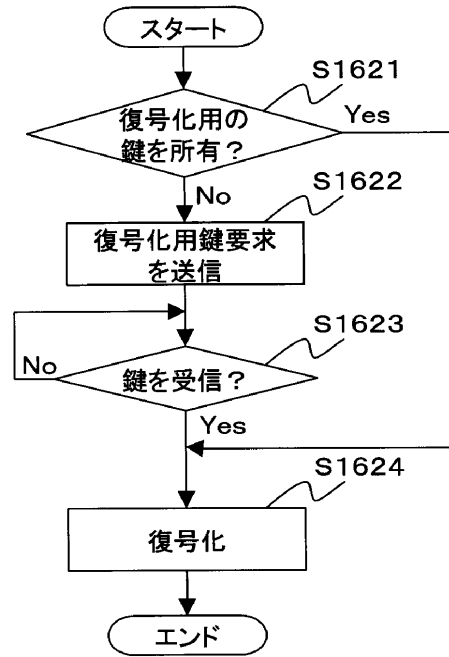 スタート
S1621
復号化用の
鍵を所有?
Yes
No
S1622
復号化用鍵要求
を送信
S1623
鍵を受信?
No
Yes
S1624
復号化
エンド